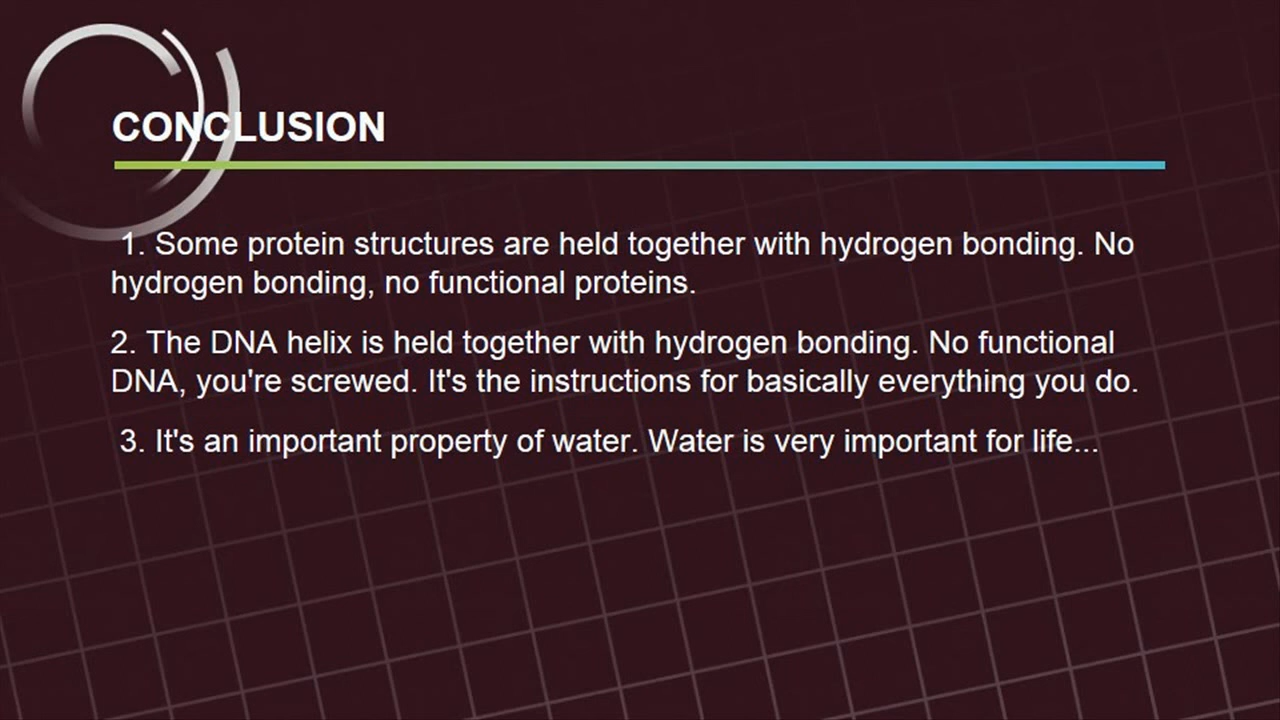 CONCLUSION
1. Some protein structures are held together with hydrogen bonding. No
hydrogen bonding, no functional proteins.
2. The DNA helix is held together with hydrogen bonding. No functional
DNA, you're screwed. It's the instructions for basically everything you do.
3. It's an important property of water. Water is very important for life...